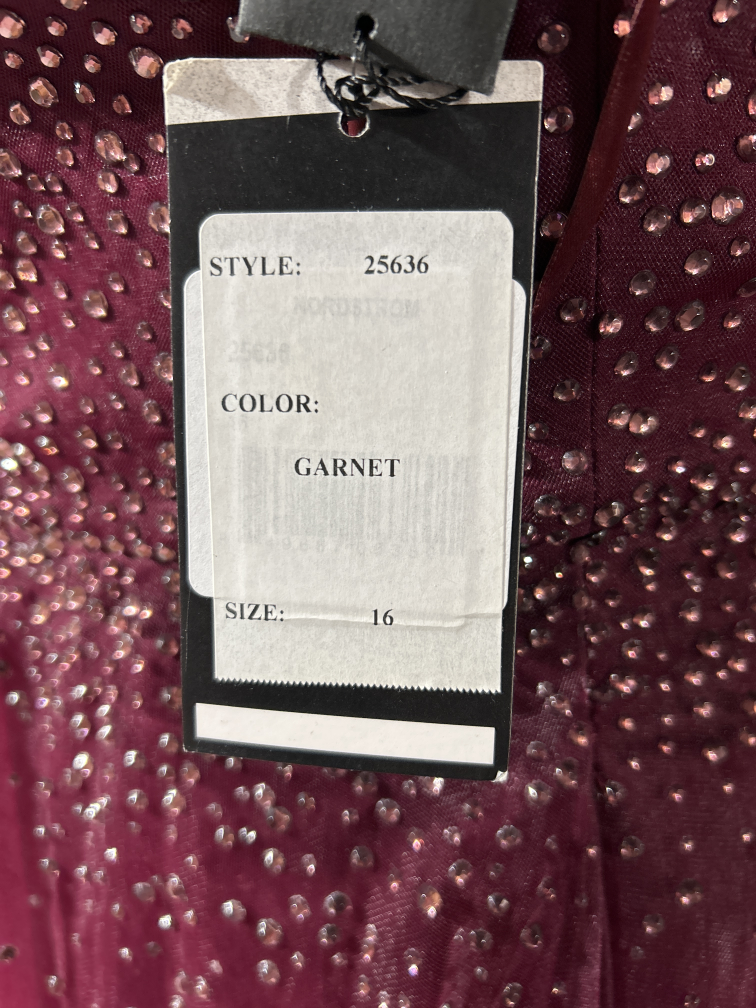 STYLE: 25636
NORDSTROM
25636
COLOR:
GARNET
SIZE: 16